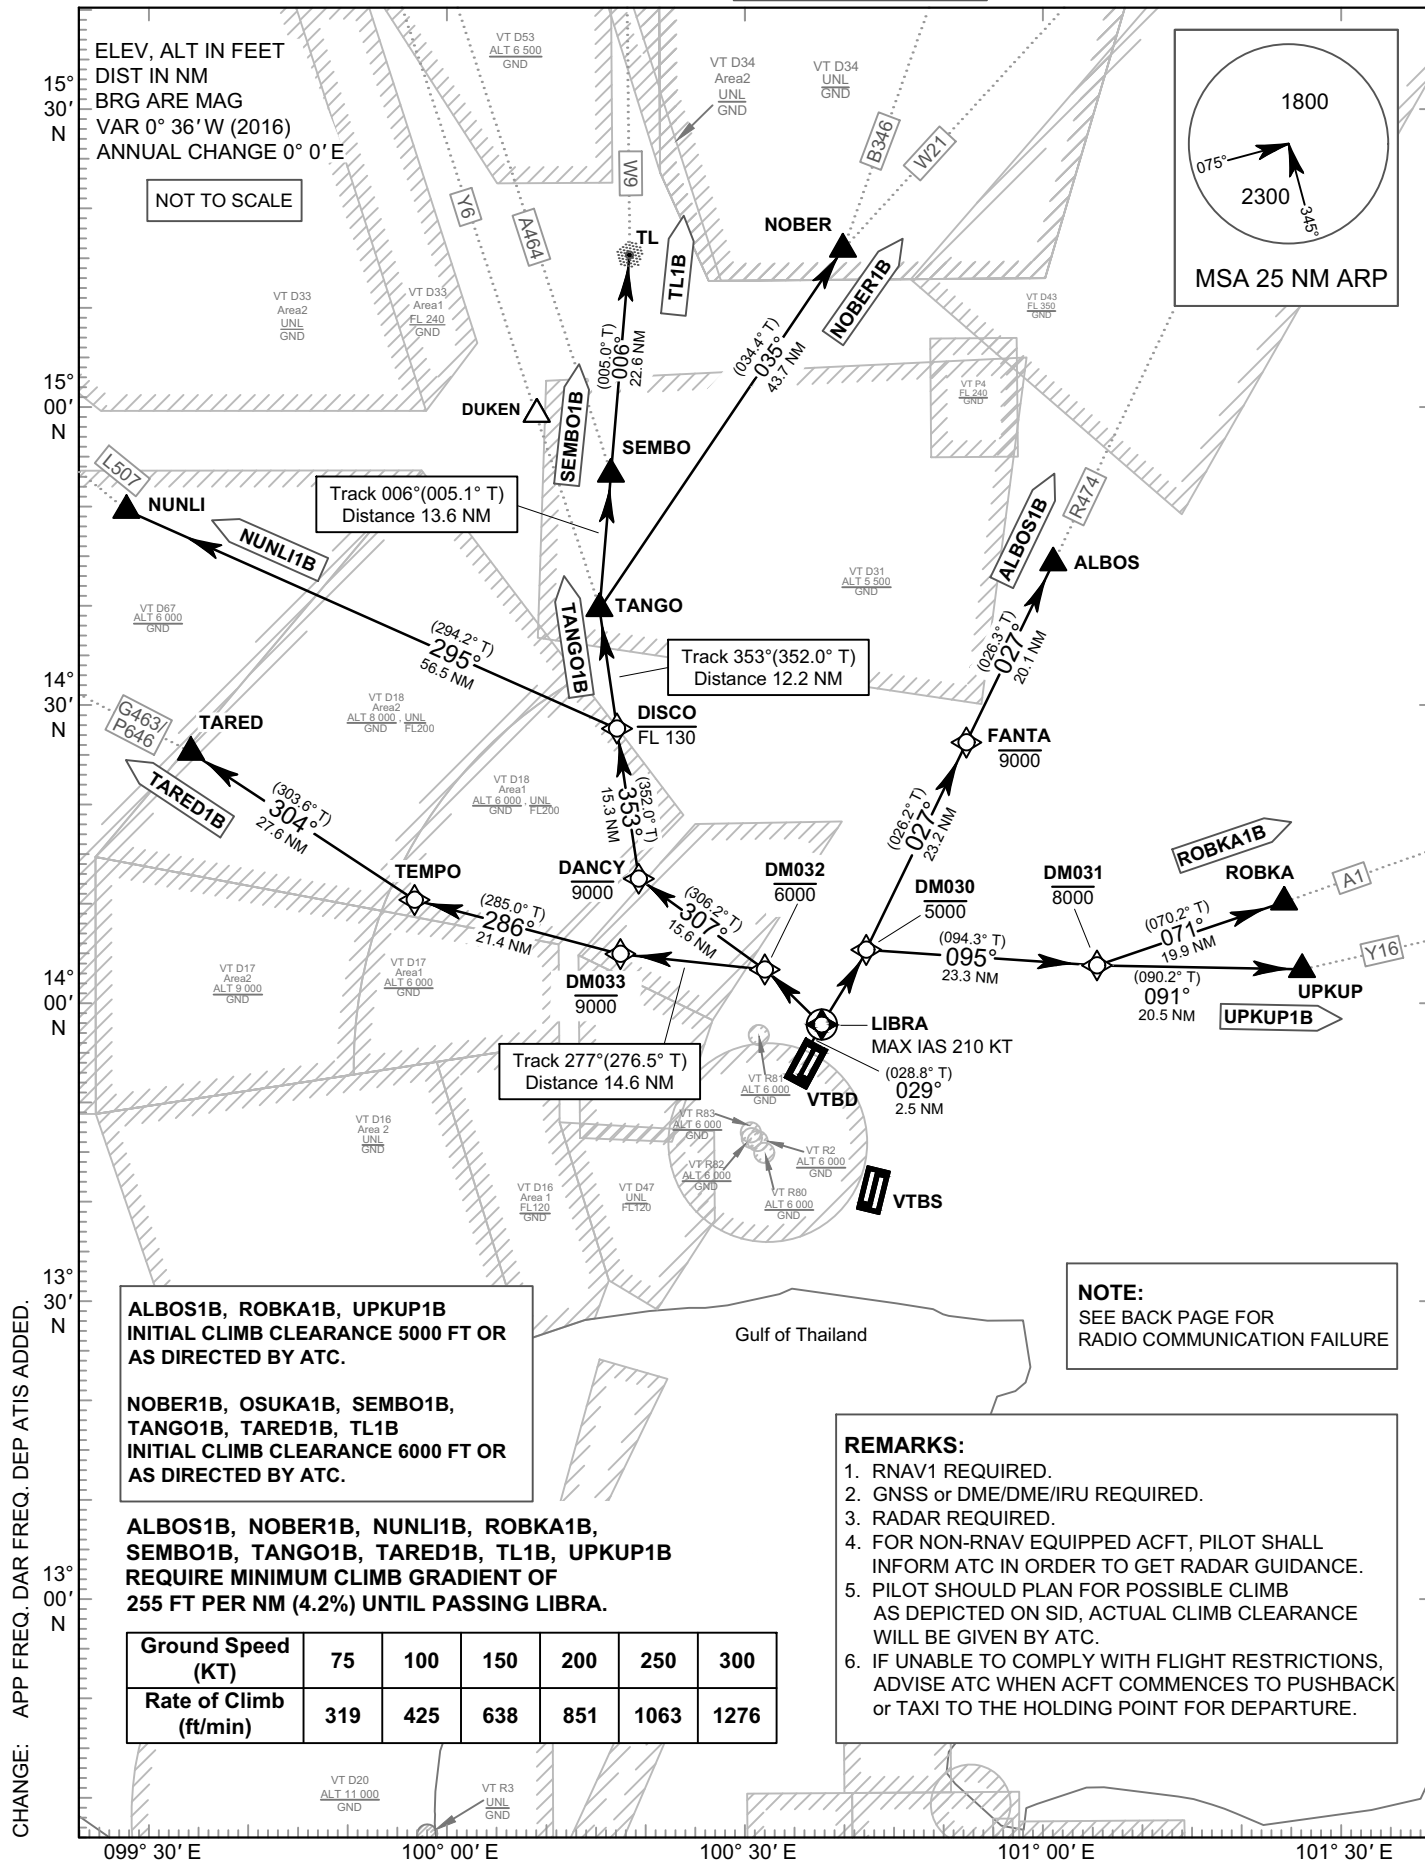 ELEV, ALT IN FEET
DIST IN NM
BRG ARE MAG
VAR 0° 36' W (2016)
ANNUAL CHANGE 0° 0' E
NOT TO SCALE
15°
30'
N
15°
00'
N
14°
30'
N
14°
00'
N
13°
30'
N
13°
00'
N
VT D53
ALT 6 500
GND
VT D34
Area2
UNL
GND
VT D34
UNL
GND
B346
W21
W9
Y6
A464
1800
075°
2300
345°
MSA 25 NM ARP
TL
TL1B
NOBER
NOBER1B
VT D33
Area2
UNL
GND
VT D33
Area1
FL 240
GND
VT D43
FL 350
GND
(005.0° T)
006°
22.6 NM
(034.4° T)
035°
43.7 NM
VT P4
FL 240
GND
DUKEN
SEMBO1B
SEMBO
L507
NUNLI
NUNLI1B
Track 006°(005.1° T)
Distance 13.6 NM
R474
ALBOS1B
ALBOS
VT D31
ALT 5 500
GND
VT D67
ALT 6 000
GND
TANGO1B
TANGO
(294.2° T)
295°
56.5 NM
Track 353°(352.0° T)
Distance 12.2 NM
(026.3° T)
027°
20.1 NM
G463/
P646
TARED
TARED1B
VT D18
Area2
ALT 8 000 , UNL
GND FL200
DISCO
FL 130
FANTA
9000
VT D18
Area1
ALT 6 000 , UNL
GND FL200
(303.6° T)
304°
27.6 NM
(352.0° T)
353°
15.3 NM
(026.2° T)
027°
23.2 NM
ROBKA1B
ROBKA
A1
TEMPO
DANCY
9000
DM032
6000
DM030
5000
DM031
8000
(285.0° T)
286°
21.4 NM
(306.2° T)
307°
15.6 NM
(094.3° T)
095°
23.3 NM
(070.2° T)
071°
19.9 NM
Y16
(090.2° T)
091°
20.5 NM
UPKUP
UPKUP1B
VT D17
Area2
ALT 9 000
GND
VT D17
Area1
ALT 6 000
GND
DM033
9000
LIBRA
MAX IAS 210 KT
(028.8° T)
029°
2.5 NM
Track 277°(276.5° T)
Distance 14.6 NM
VT R81
ALT 6 000
GND
VTBD
VT R83
ALT 6 000
GND
VT R82
ALT 6 000
GND
VT R2
ALT 6 000
GND
VT R80
ALT 6 000
GND
VTBS
VT D16
Area 2
UNL
GND
VT D16
Area 1
FL120
GND
VT D47
UNL
FL120
Gulf of Thailand
ALBOS1B, ROBKA1B, UPKUP1B
INITIAL CLIMB CLEARANCE 5000 FT OR
AS DIRECTED BY ATC.
NOBER1B, OSUKA1B, SEMBO1B,
TANGO1B, TARED1B, TL1B
INITIAL CLIMB CLEARANCE 6000 FT OR
AS DIRECTED BY ATC.
ALBOS1B, NOBER1B, NUNLI1B, ROBKA1B,
SEMBO1B, TANGO1B, TARED1B, TL1B, UPKUP1B
REQUIRE MINIMUM CLIMB GRADIENT OF
255 FT PER NM (4.2%) UNTIL PASSING LIBRA.
Ground Speed
(KT) 75 100 150 200 250 300
Rate of Climb
(ft/min) 319 425 638 851 1063 1276
NOTE:
SEE BACK PAGE FOR
RADIO COMMUNICATION FAILURE
REMARKS:
1. RNAV1 REQUIRED.
2. GNSS or DME/DME/IRU REQUIRED.
3. RADAR REQUIRED.
4. FOR NON-RNAV EQUIPPED ACFT, PILOT SHALL
INFORM ATC IN ORDER TO GET RADAR GUIDANCE.
5. PILOT SHOULD PLAN FOR POSSIBLE CLIMB
AS DEPICTED ON SID, ACTUAL CLIMB CLEARANCE
WILL BE GIVEN BY ATC.
6. IF UNABLE TO COMPLY WITH FLIGHT RESTRICTIONS,
ADVISE ATC WHEN ACFT COMMENCES TO PUSHBACK
or TAXI TO THE HOLDING POINT FOR DEPARTURE.
VT D20
ALT 11 000
GND
VT R3
UNL
GND
099° 30' E
100° 00' E
100° 30' E
101° 00' E
101° 30' E
CHANGE: APP FREQ. DAR FREQ. DEP ATIS ADDED.